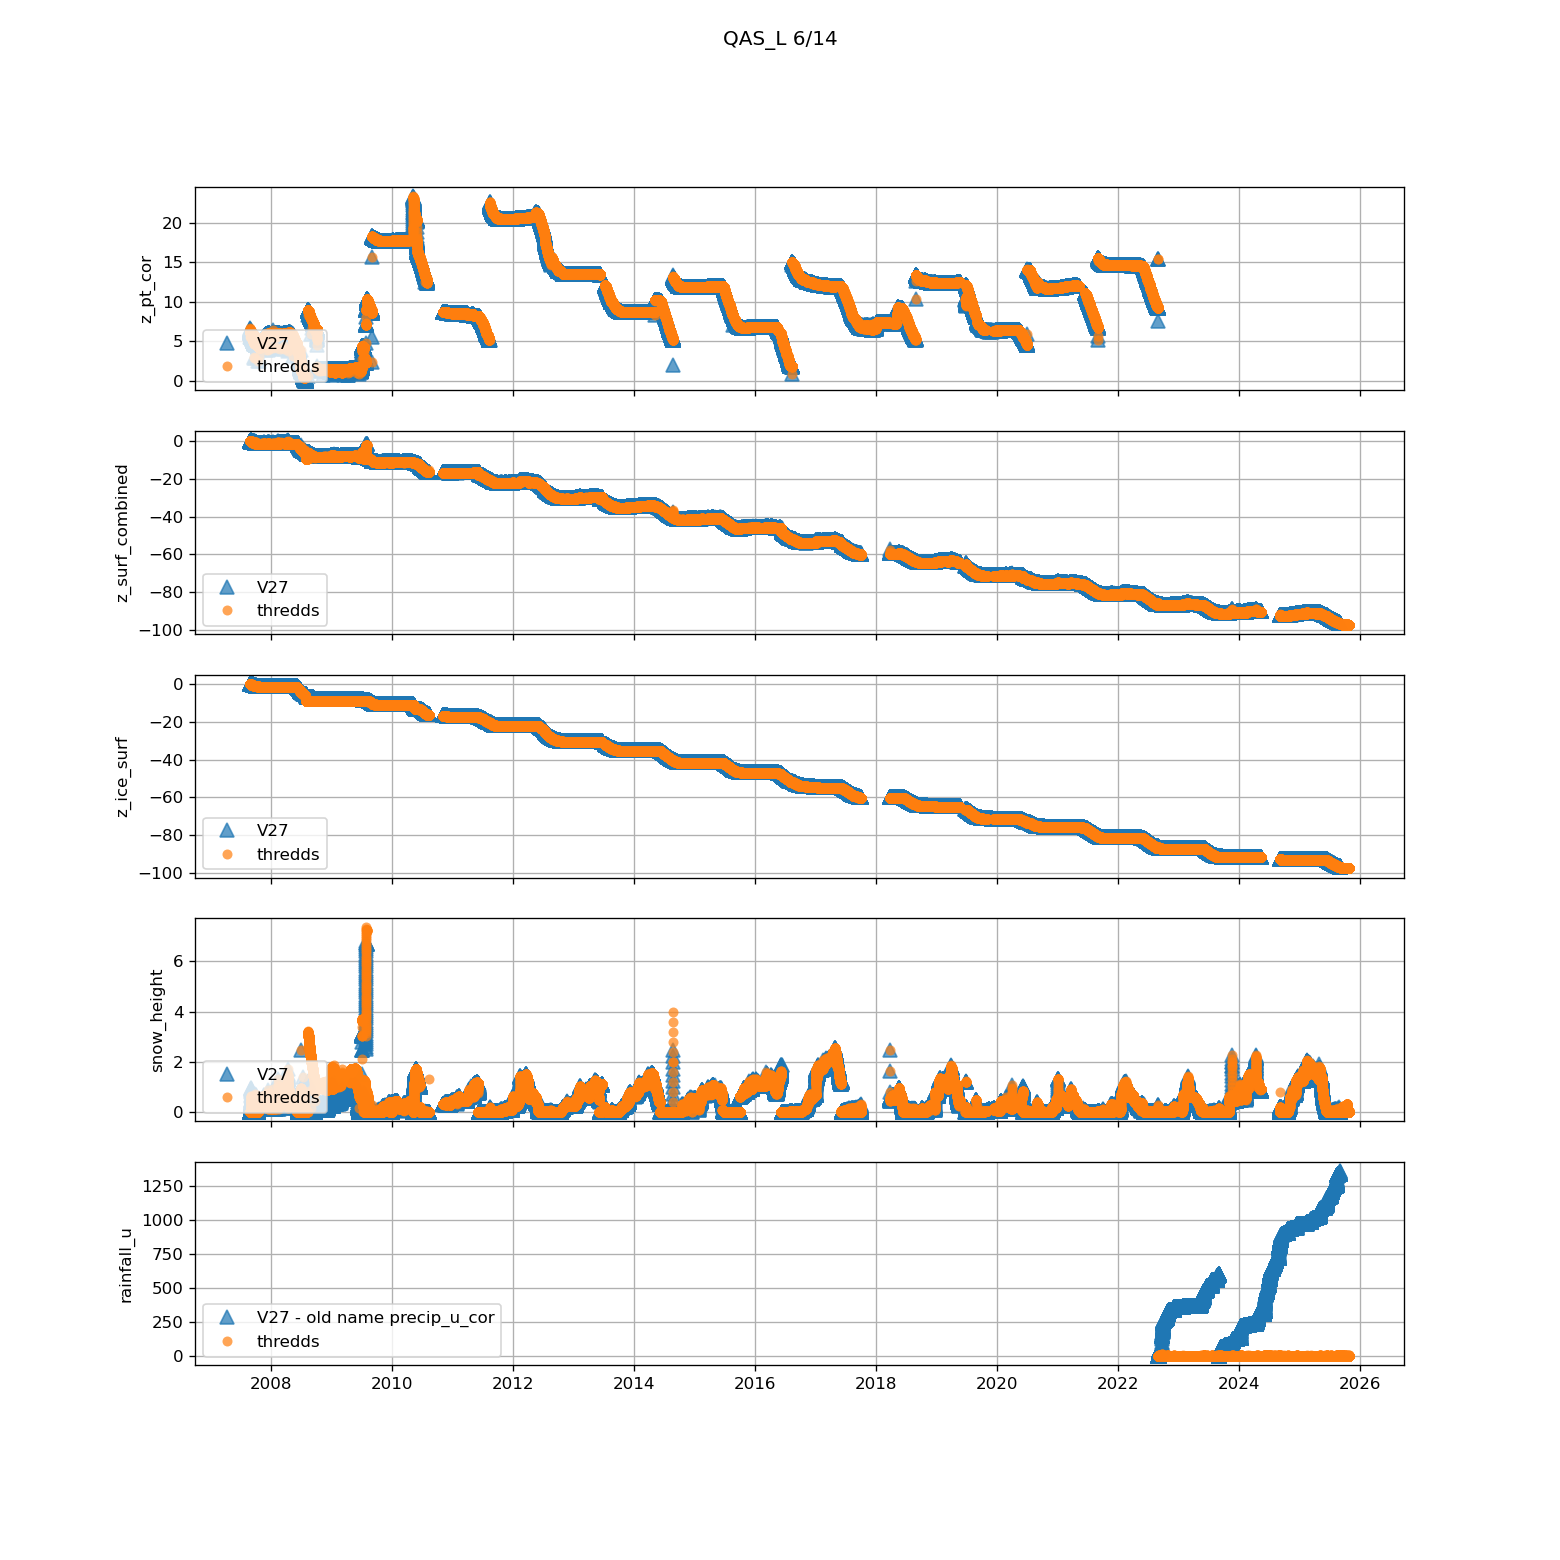 QAS_L 6/14
z_pt_cor
20
15
10
5
0
V27
thredds
z_surf_combined
0
−20
−40
−60
−80
−100
V27
thredds
z_ice_surf
0
−20
−40
−60
−80
−100
V27
thredds
snow_height
6
4
2
0
V27
thredds
rainfall_u
1250
1000
750
500
250
0
V27 - old name precip_u_cor
thredds
2008 2010 2012 2014 2016 2018 2020 2022 2024 2026